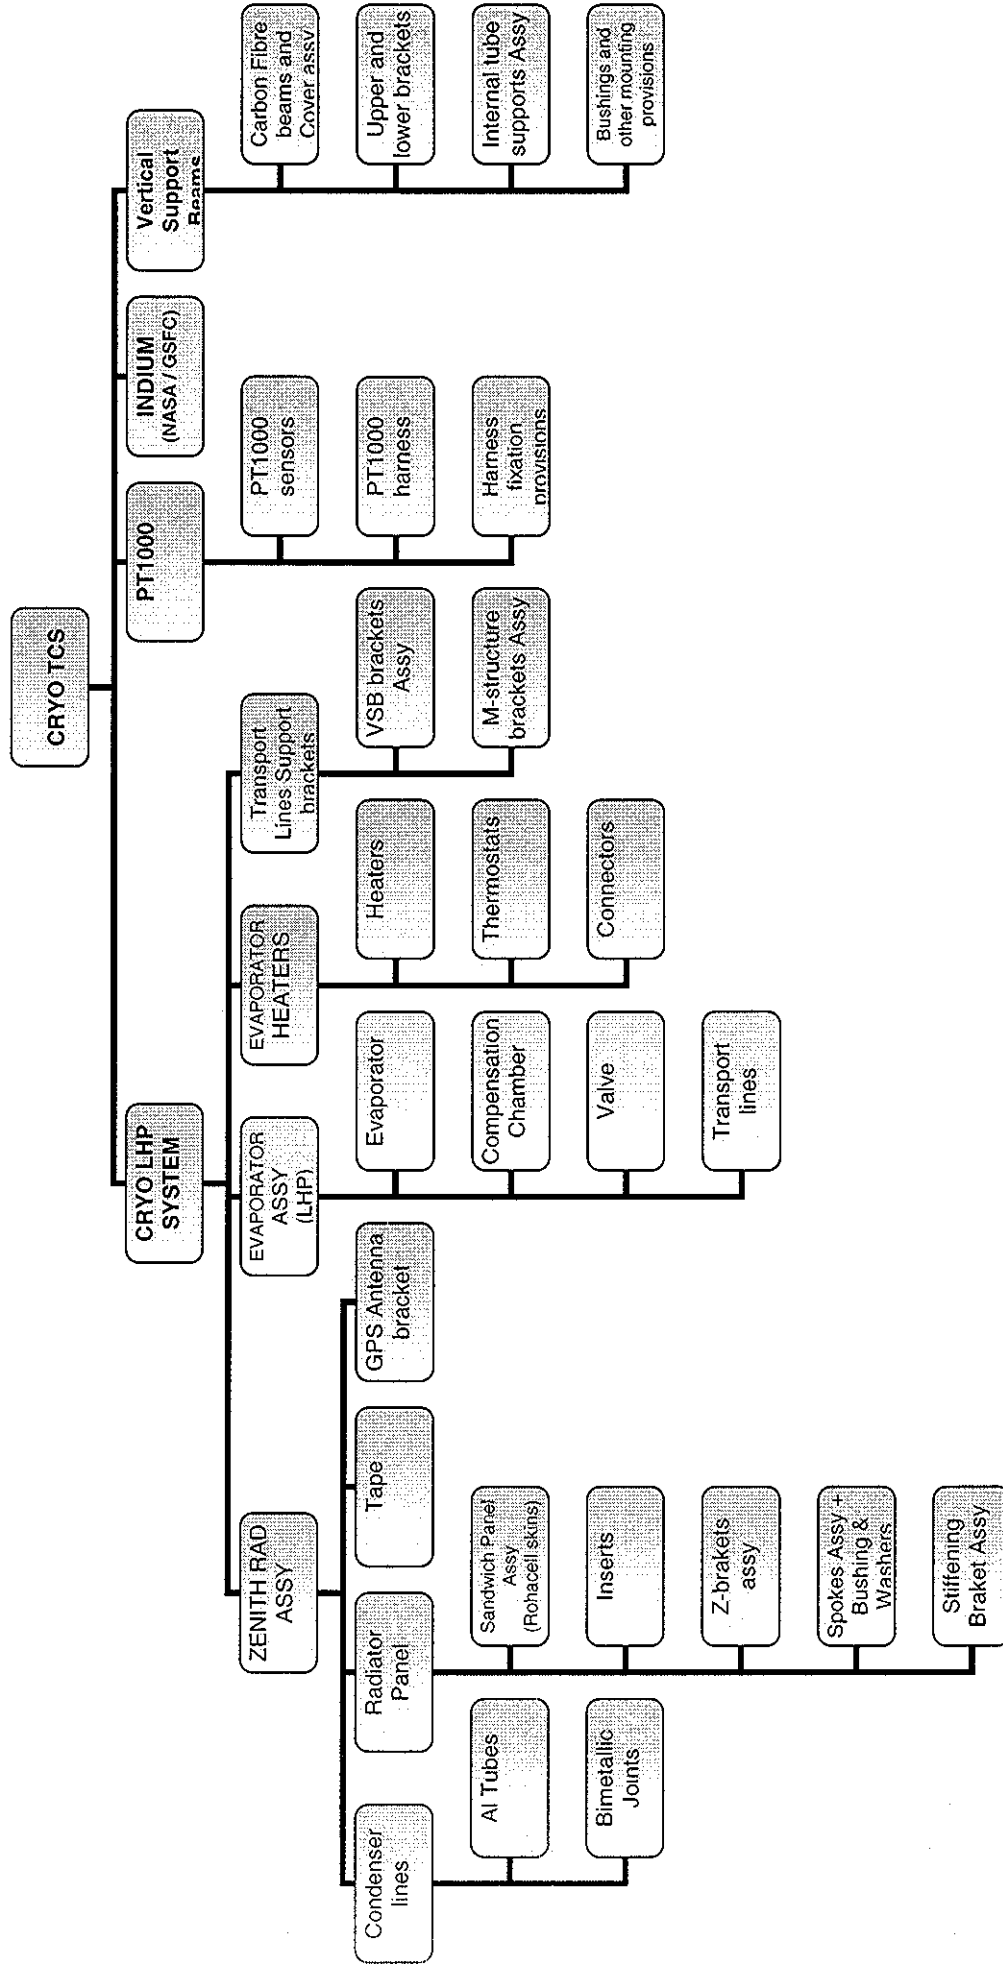 CRYO TCS
CRYO LHP
SYSTEM
PT1000
INDIUM
(NASA / GSFC)
Vertical
Support
Beams
ZENITH RAD
ASSY
EVAPORATOR
ASSY
(LHP)
EVAPORATOR
HEATERS
Transport
Lines Support
brackets
PT1000
sensors
PT1000
harness
Harness
fixation
provisions
Carbon Fibre
beams and
Cover assy
Upper and
lower brackets
Internal tube
supports Assy
Bushings and
other mounting
provisions
Condenser
lines
Radiator
Panel
Tape
GPS Antenna
bracket
Evaporator
Compensation
Chamber
Valve
Transport
lines
Heaters
Thermostats
Connectors
VSB brackets
Assy
M-structure
brackets Assy
Al Tubes
Bimetallic
Joints
Sandwich Panel
Assy
(Rohacell skins)
Inserts
Z-brakets
assy
Spokes Assy +
Bushing &
Washers
Stiffening
Braket Assy